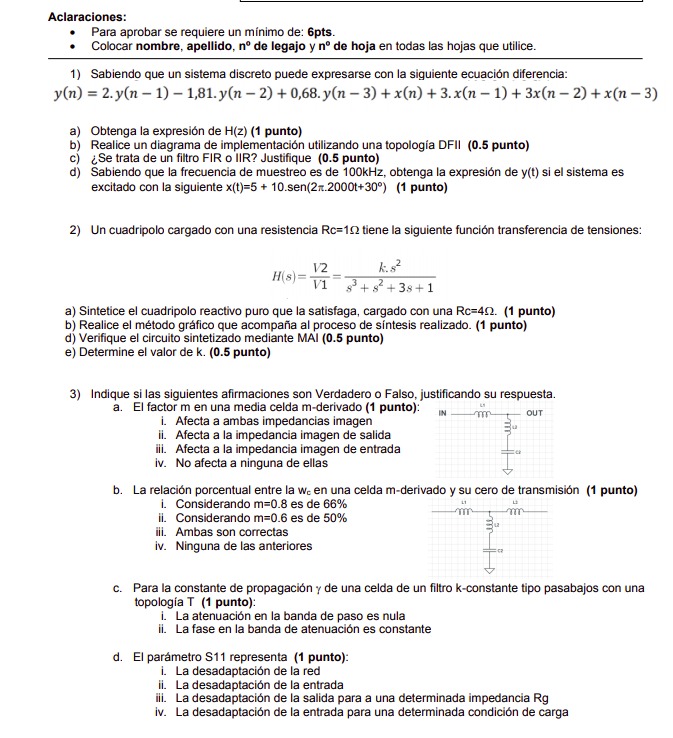 Aclaraciones:
• Para aprobar se requiere un mínimo de: 6pts.
• Colocar nombre, apellido, nº de legajo y nº de hoja en todas las hojas que utilice.
1) Sabiendo que un sistema discreto puede expresarse con la siguiente ecuación diferencia:
y(n) = 2.y(n − 1) − 1,81.y(n − 2) + 0,68.y(n − 3) + x(n) + 3.x(n − 1) + 3x(n − 2) + x(n − 3)
a) Obtenga la expresión de H(z) (1 punto)
b) Realice un diagrama de implementación utilizando una topología DFII (0.5 punto)
c) ¿Se trata de un filtro FIR o IIR? Justifique (0.5 punto)
d) Sabiendo que la frecuencia de muestreo es de 100kHz, obtenga la expresión de y(t) si el sistema es
excitado con la siguiente x(t)=5 + 10.sen(2π.2000t+30º) (1 punto)
2) Un cuadripolo cargado con una resistencia Rc=1Ω tiene la siguiente función transferencia de tensiones:
H(s) = V2/V1 = k.s²/(s³ + s² + 3s + 1)
a) Sintetice el cuadripolo reactivo puro que la satisfaga, cargado con una Rc=4Ω. (1 punto)
b) Realice el método gráfico que acompaña al proceso de síntesis realizado. (1 punto)
d) Verifique el circuito sintetizado mediante MAI (0.5 punto)
e) Determine el valor de k. (0.5 punto)
3) Indique si las siguientes afirmaciones son Verdadero o Falso, justificando su respuesta.
a. El factor m en una media celda m-derivado (1 punto):
i. Afecta a ambas impedancias imagen
ii. Afecta a la impedancia imagen de salida
iii. Afecta a la impedancia imagen de entrada
iv. No afecta a ninguna de ellas
IN L1 OUT
L2
C2
b. La relación porcentual entre la wc en una celda m-derivado y su cero de transmisión (1 punto)
i. Considerando m=0.8 es de 66%
ii. Considerando m=0.6 es de 50%
iii. Ambas son correctas
iv. Ninguna de las anteriores
L1
L2
C2
c. Para la constante de propagación γ de una celda de un filtro k-constante tipo pasabajos con una
topología T (1 punto):
i. La atenuación en la banda de paso es nula
ii. La fase en la banda de atenuación es constante
d. El parámetro S11 representa (1 punto):
i. La desadaptación de la red
ii. La desadaptación de la entrada
iii. La desadaptación de la salida para a una determinada impedancia Rg
iv. La desadaptación de la entrada para una determinada condición de carga